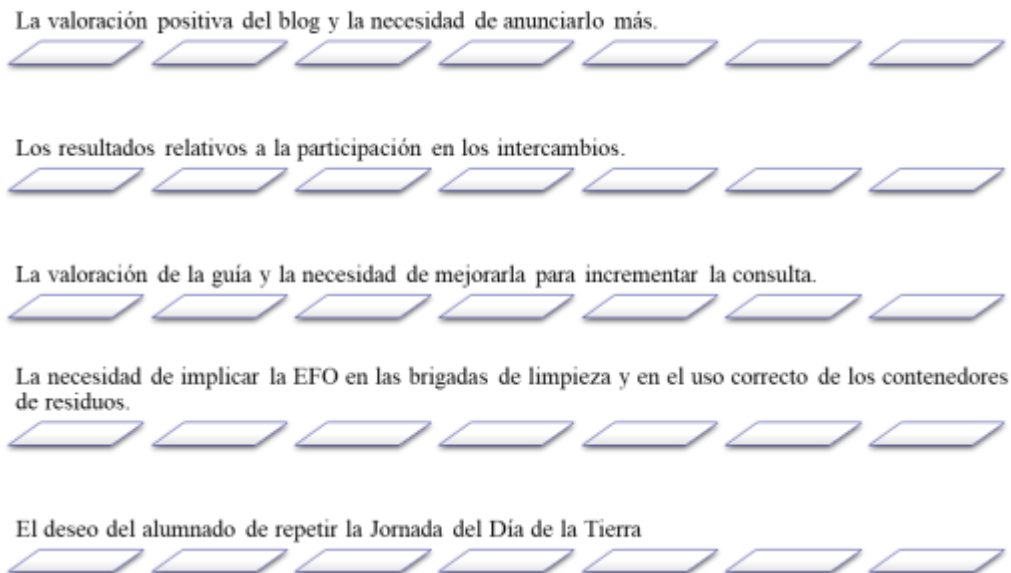 La valoración positiva del blog y la necesidad de anunciarlo más.
Los resultados relativos a la participación en los intercambios.
La valoración de la guía y la necesidad de mejorarla para incrementar la consulta.
La necesidad de implicar la EFO en las brigadas de limpieza y en el uso correcto de los contenedores
de residuos.
El deseo del alumnado de repetir la Jornada del Día de la Tierra